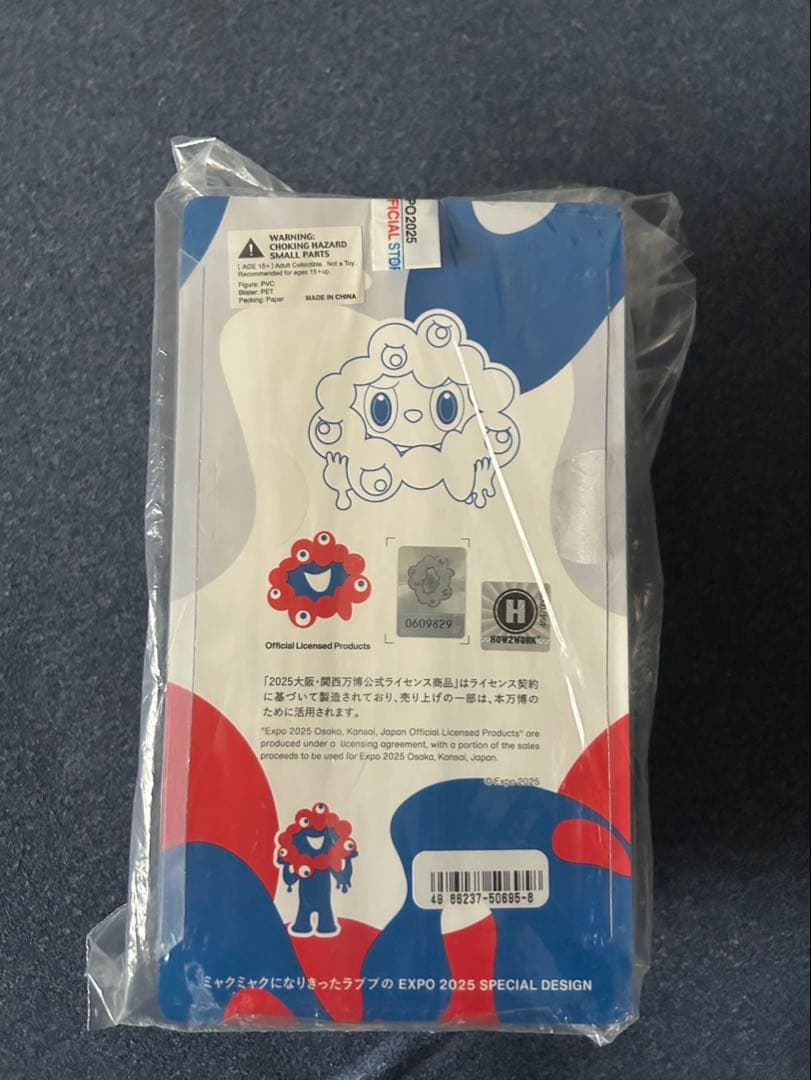 PO2025
FICIAL STOR
WARNING:
CHOKING HAZARD
SMALL PARTS
[ AGE 15+ ] Adult Collectible . Not a Toy.
Recommended for ages 15+up.
Figure: PVC
Blister: PET
Packing: Paper
MADE IN CHINA
0609829
H
HOW2WORK
Official Licensed Products
「2025大阪・関西万博公式ライセンス商品」はライセンス契約
に基づいて製造されており、売り上げの一部は、本万博の
ために活用されます。
"Expo 2025 Osaka, Kansai, Japan Official Licensed Products" are
produced under a licensing agreement, with a portion of the sales
proceeds to be used for Expo 2025 Osaka, Kansai, Japan.
©Expo 2025
49 86237-50695-8
ミャクミャクになりきったラブブの EXPO 2025 SPECIAL DESIGN